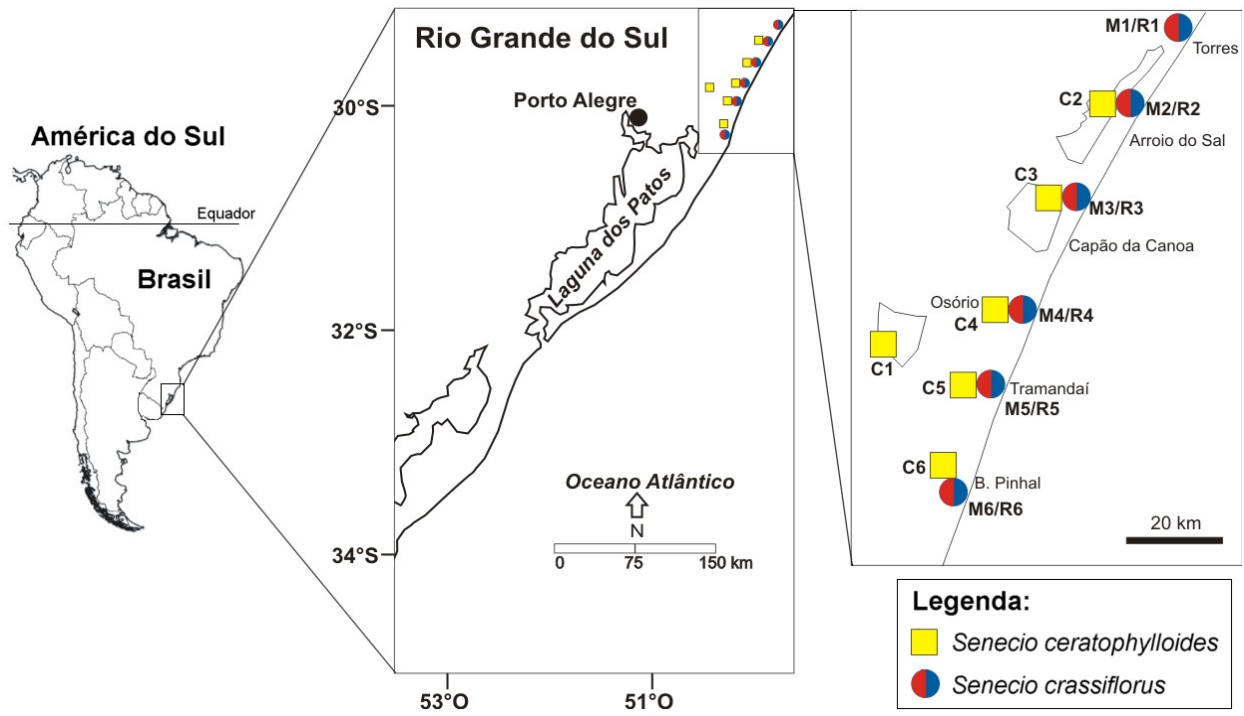 América do Sul
Equador
Brasil
Rio Grande do Sul
30°S
Porto Alegre
Laguna dos Patos
32°S
Oceano Atlântico
N
0 75 150 km
34°S
53°O 51°O
M1/R1
Torres
C2
M2/R2
Arroio do Sal
C3
M3/R3
Capão da Canoa
Osório
C4
M4/R4
C1
C5
Tramandaí
M5/R5
C6
B. Pinhal
M6/R6
20 km
Legenda:
Senecio ceratophylloides
Senecio crassiflorus